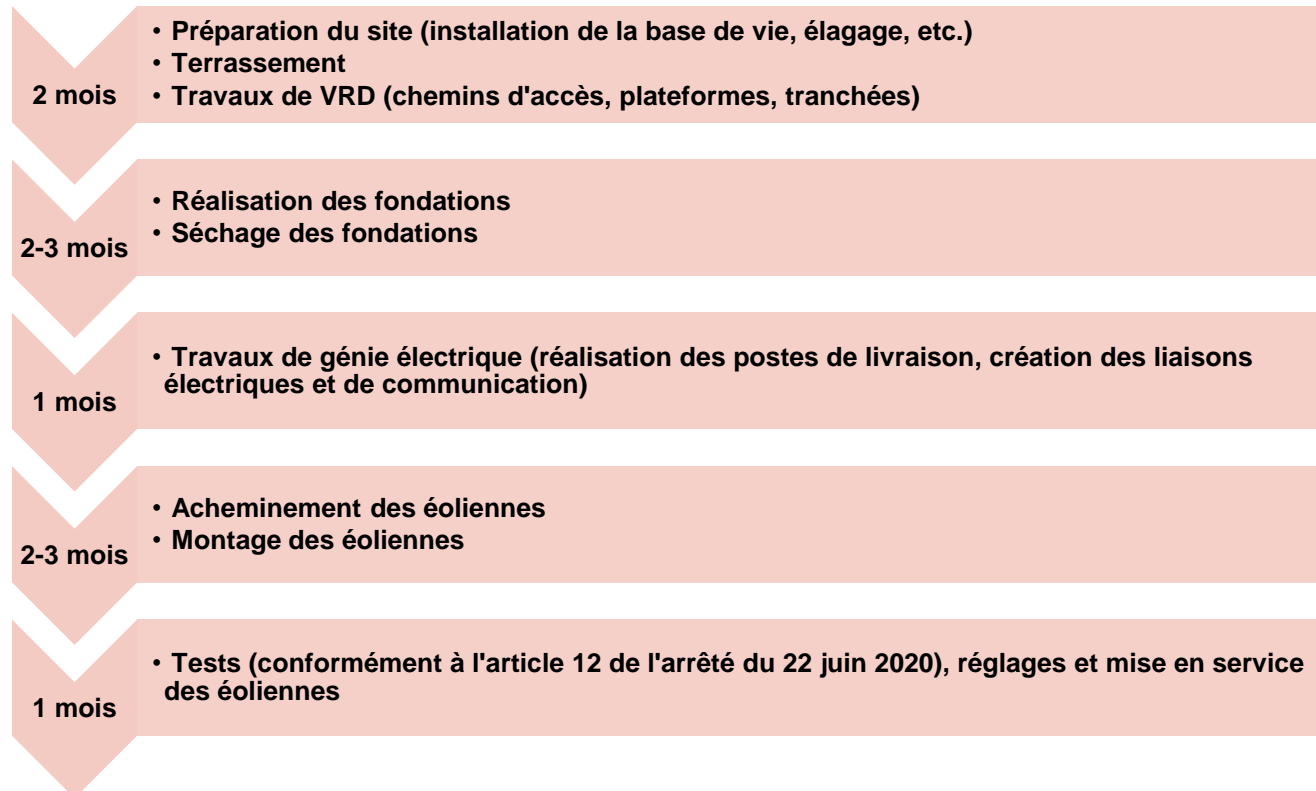 • Préparation du site (installation de la base de vie, élagage, etc.)
• Terrassement
2 mois
• Travaux de VRD (chemins d'accès, plateformes, tranchées)
• Réalisation des fondations
• Séchage des fondations
2-3 mois
• Travaux de génie électrique (réalisation des postes de livraison, création des liaisons
électriques et de communication)
1 mois
• Acheminement des éoliennes
• Montage des éoliennes
2-3 mois
• Tests (conformément à l'article 12 de l'arrêté du 22 juin 2020), réglages et mise en service
des éoliennes
1 mois